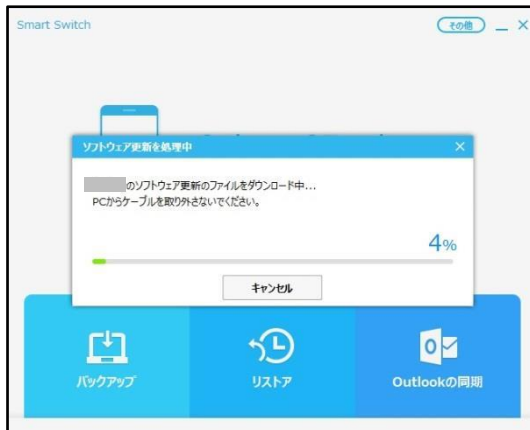 Smart Switch
その他
ソフトウェア更新を処理中
のソフトウェア更新のファイルをダウンロード中...
PCからケーブルを取り外さないでください。
4%
キャンセル
バックアップ
リストア
Outlookの同期